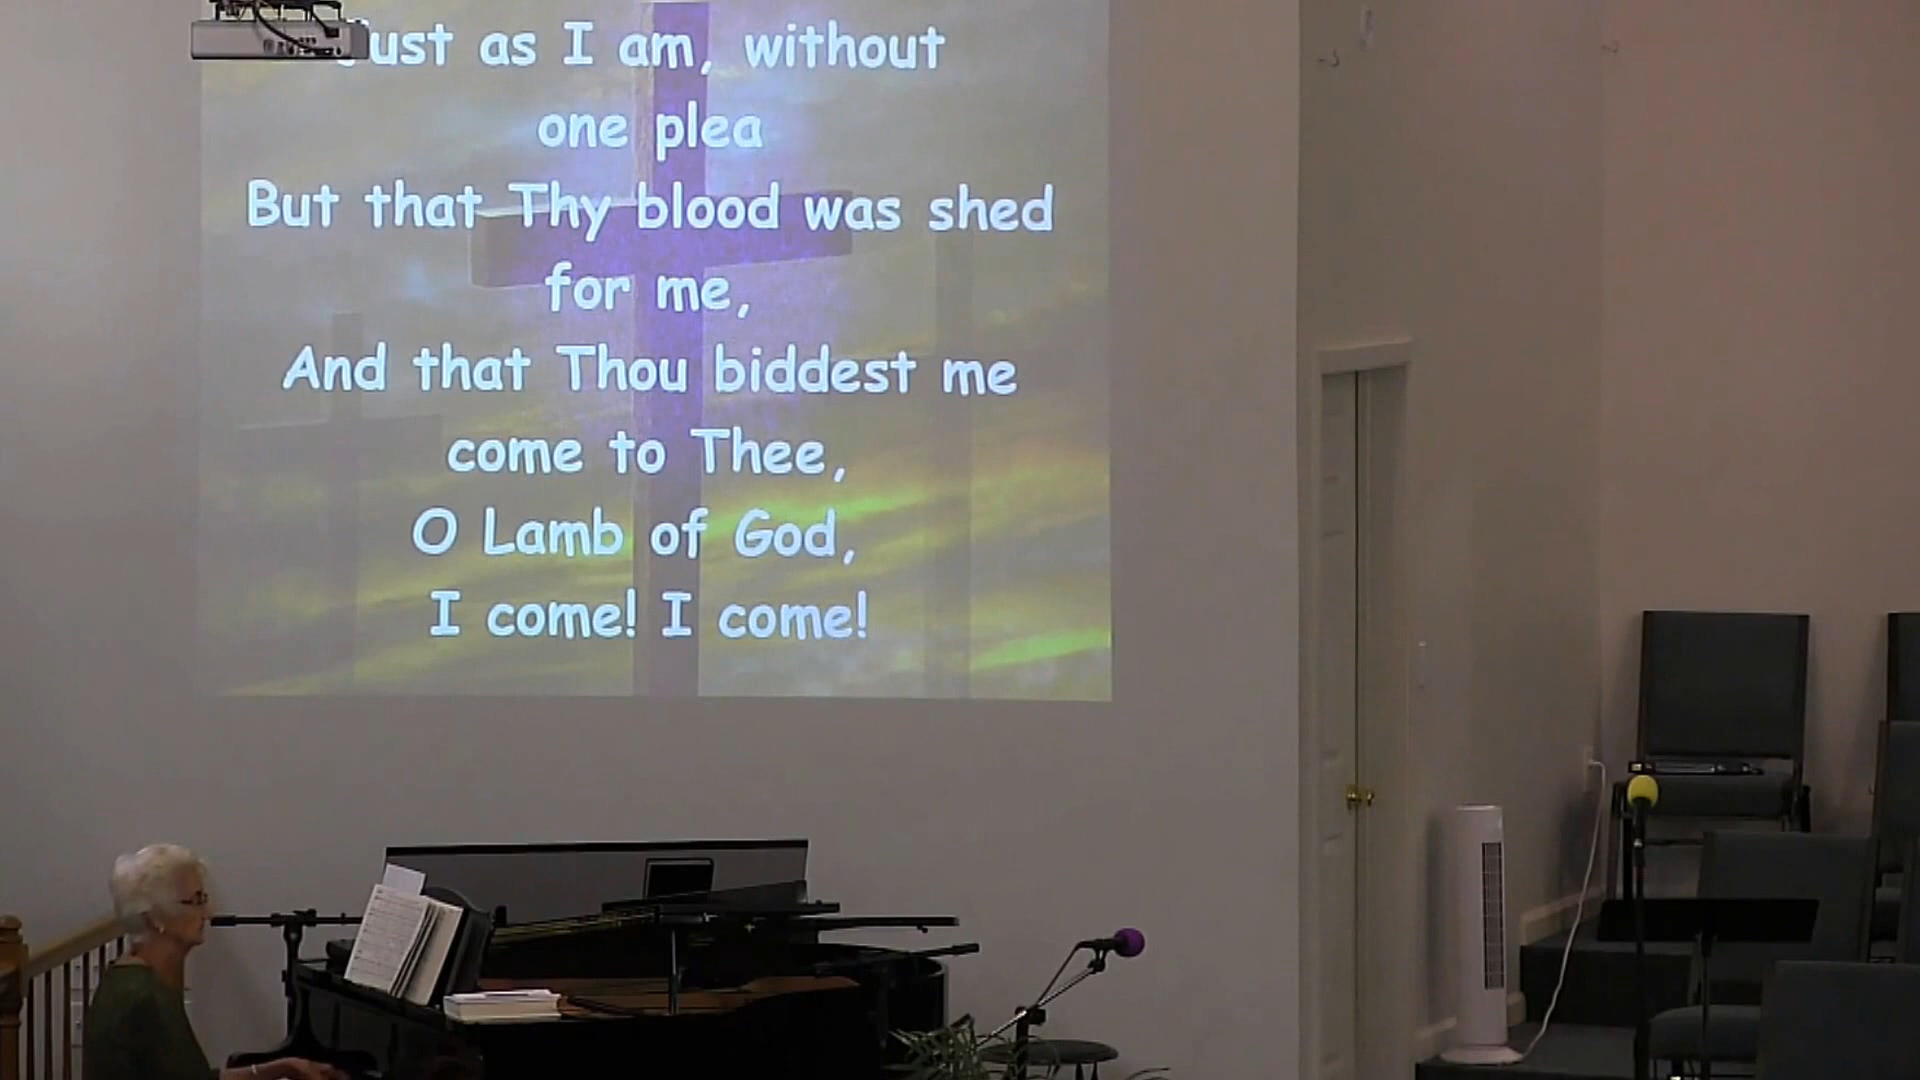 Just as I am, without
one plea
But that Thy blood was shed
for me,
And that Thou biddest me
come to Thee,
O Lamb of God,
I come! I come!